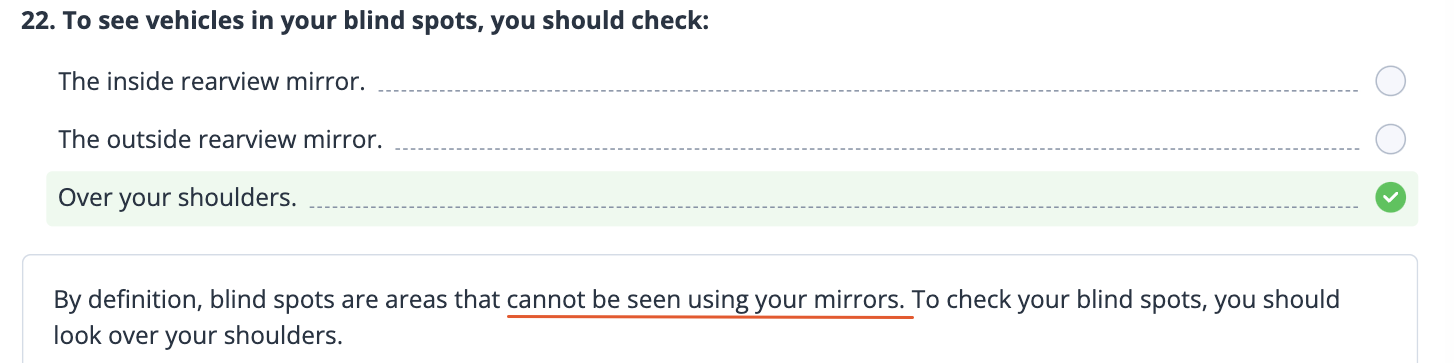 22. To see vehicles in your blind spots, you should check:
The inside rearview mirror.
The outside rearview mirror.
Over your shoulders.
By definition, blind spots are areas that cannot be seen using your mirrors. To check your blind spots, you should
look over your shoulders.